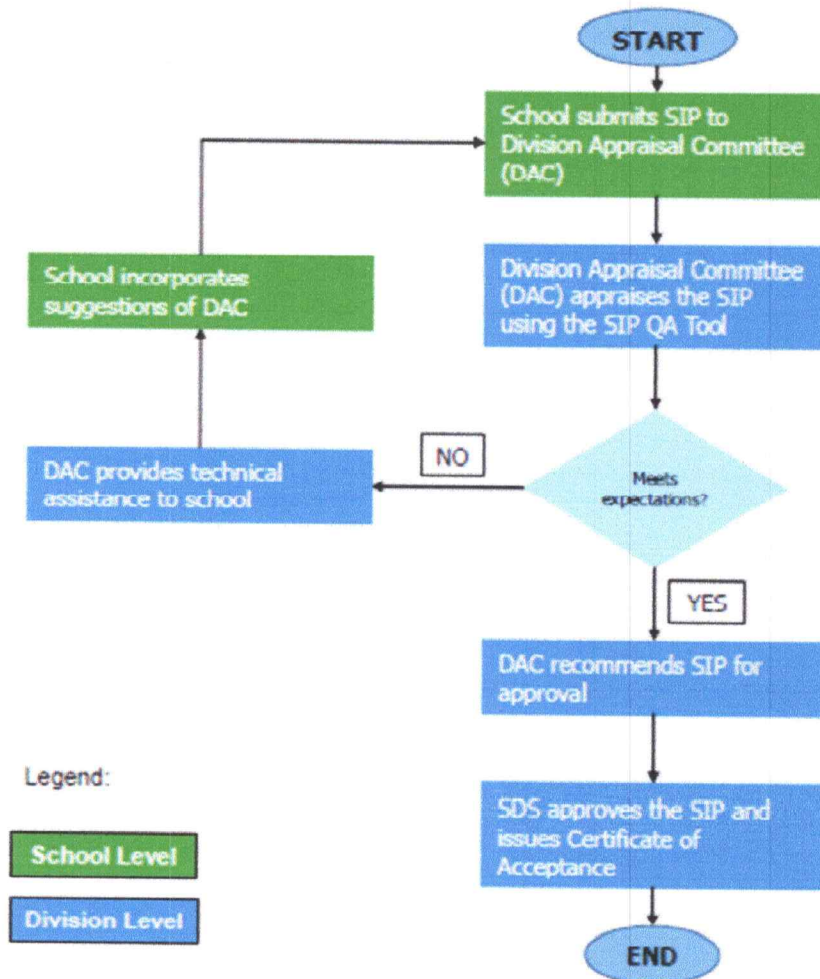 START
School submits SIP to
Division Appraisal Committee
(DAC)
Division Appraisal Committee
(DAC) appraises the SIP
using the SIP QA Tool
School incorporates
suggestions of DAC
DAC provides technical
assistance to school
NO
Meets
expectations?
YES
DAC recommends SIP for
approval
SDS approves the SIP and
issues Certificate of
Acceptance
END
Legend:
School Level
Division Level